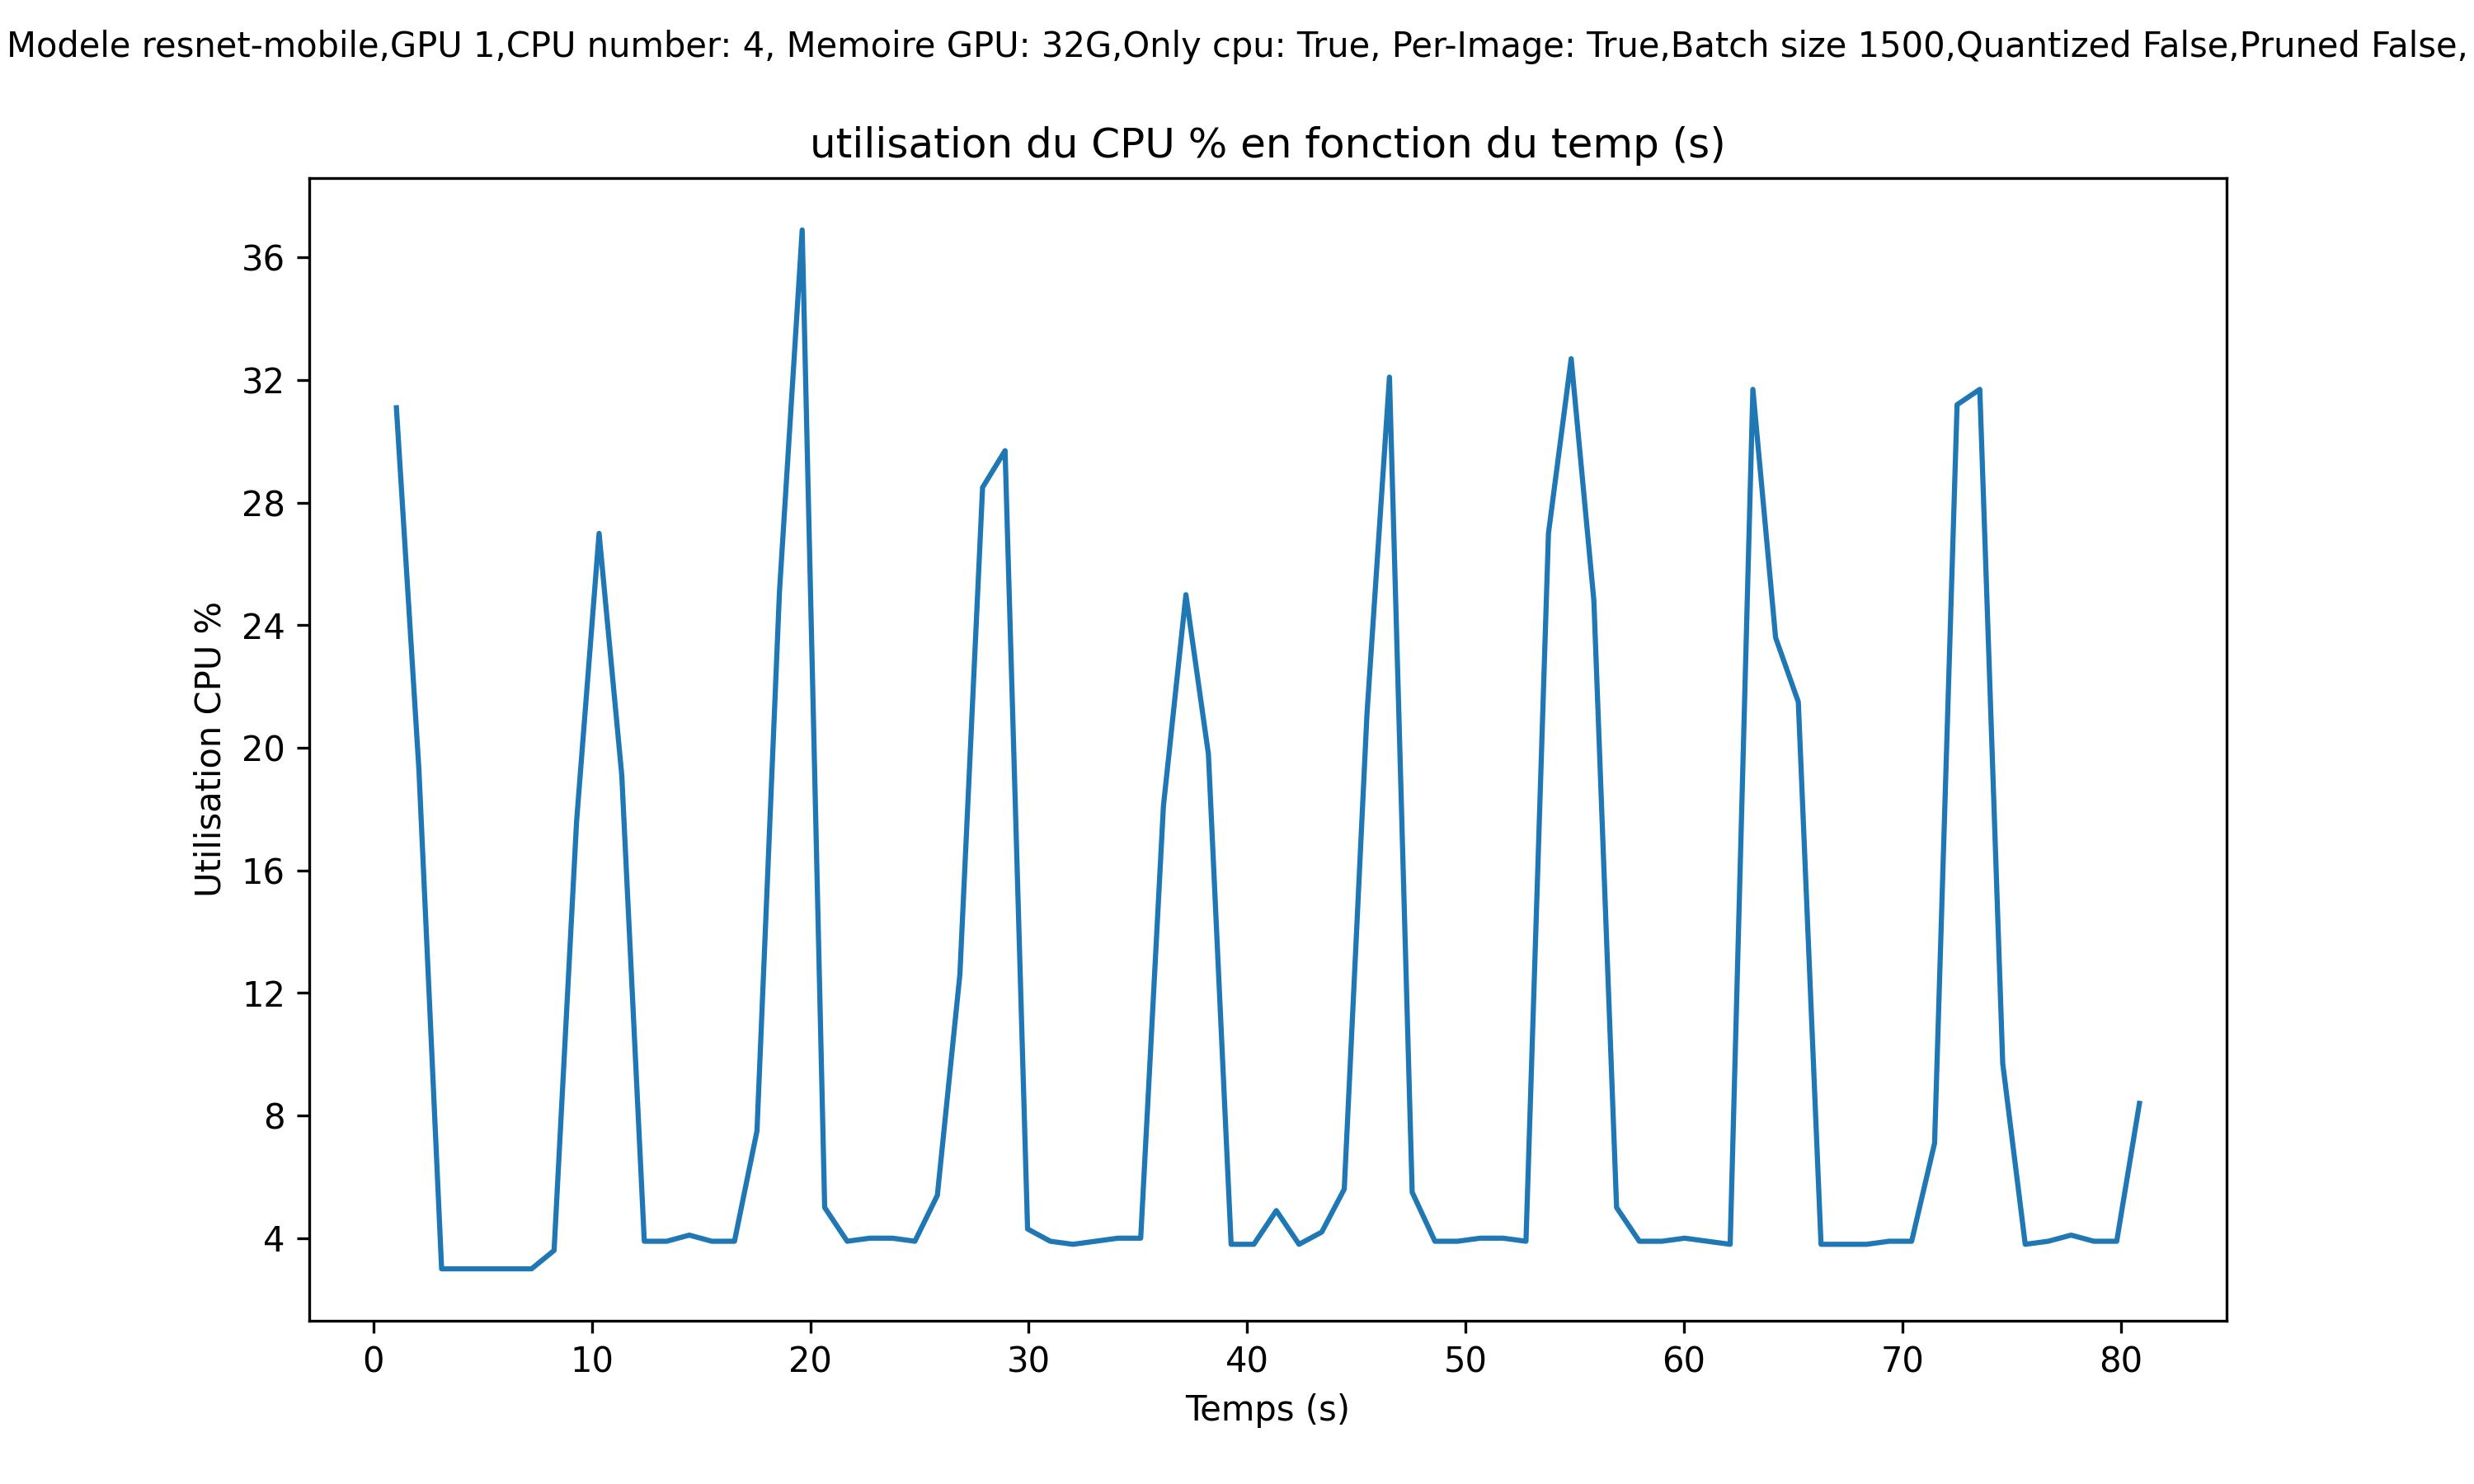 Modele resnet-mobile,GPU 1,CPU number: 4, Memoire GPU: 32G,Only cpu: True, Per-Image: True,Batch size 1500,Quantized False,Pruned False,
utilisation du CPU % en fonction du temp (s)
Utilisation CPU %
36
32
28
24
20
16
12
8
4
0 10 20 30 40 50 60 70 80
Temps (s)